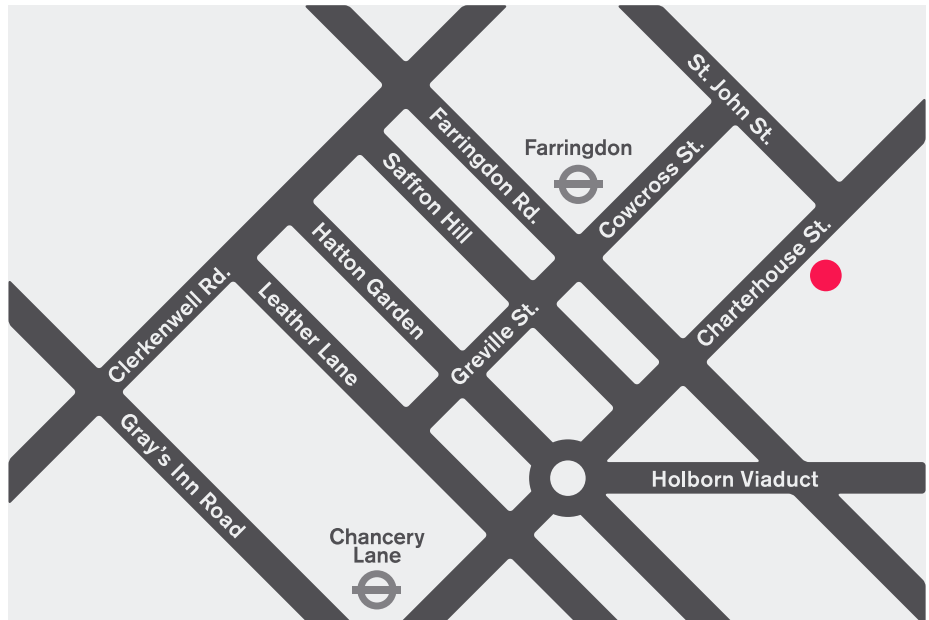 St. John St.
Farringdon Rd.
Farringdon
Cowcross St.
Saffron Hill
Hatton Garden
Charterhouse St.
Clerkenwell Rd.
Leather Lane
Greville St.
Gray's Inn Road
Holborn Viaduct
Chancery
Lane